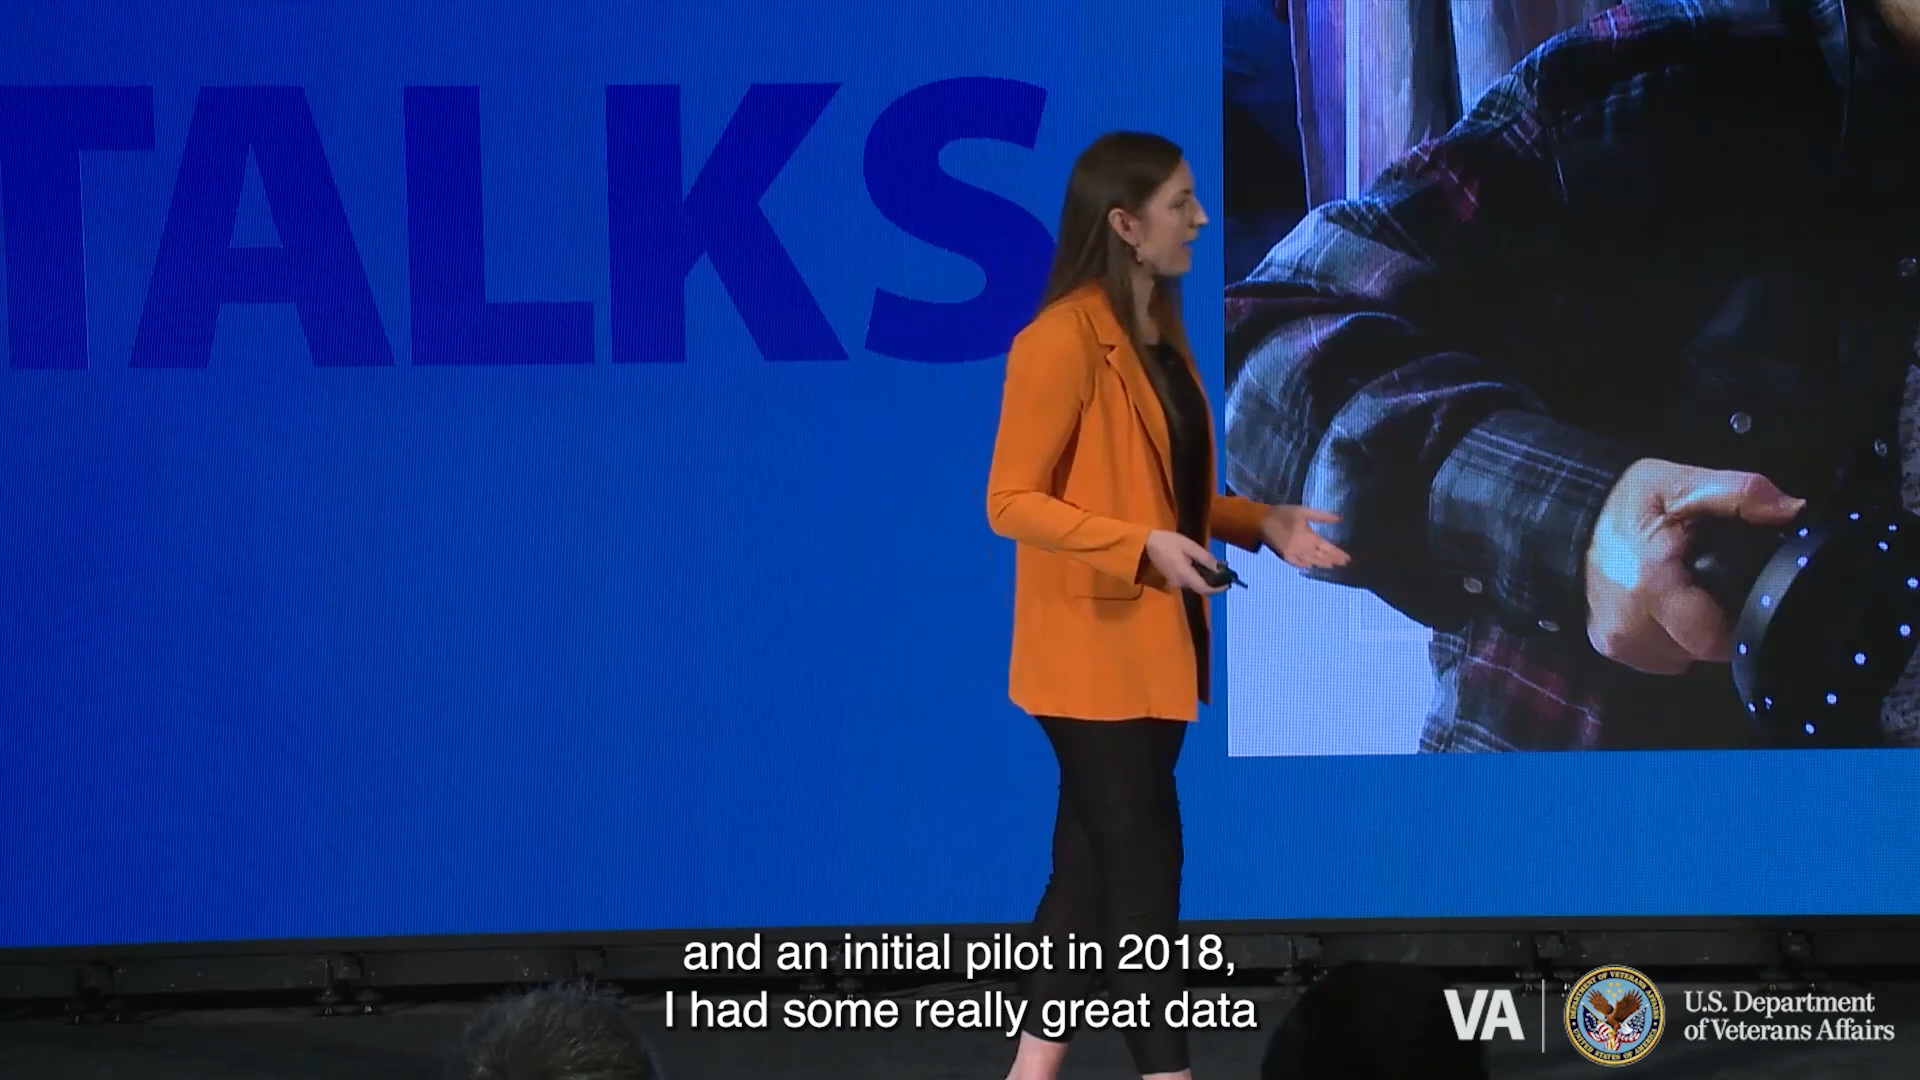 TALKS
and an initial pilot in 2018,
I had some really great data
VA
U.S. Department
of Veterans Affairs